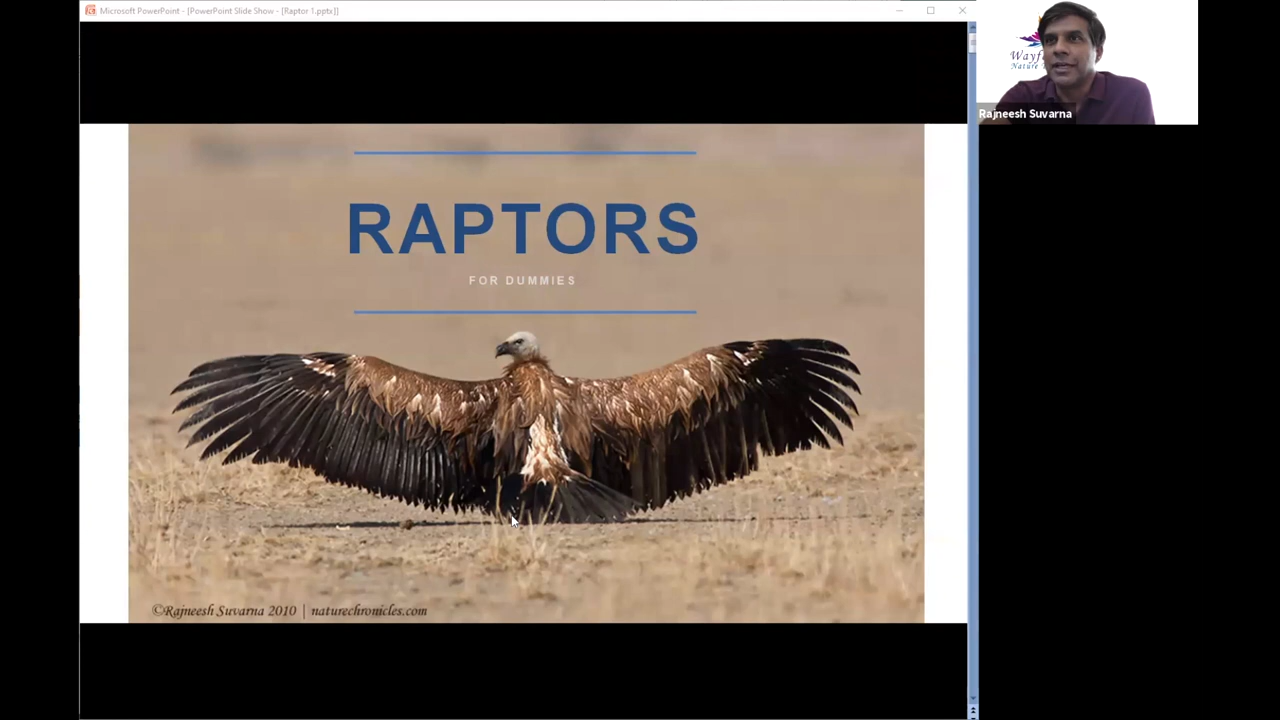 Microsoft PowerPoint - [PowerPoint Slide Show - [Raptor 1.pptx]]
RAPTORS
FOR DUMMIES
©Rajneesh Suvarna 2010 | naturechronicles.com
Rajneesh Suvarna